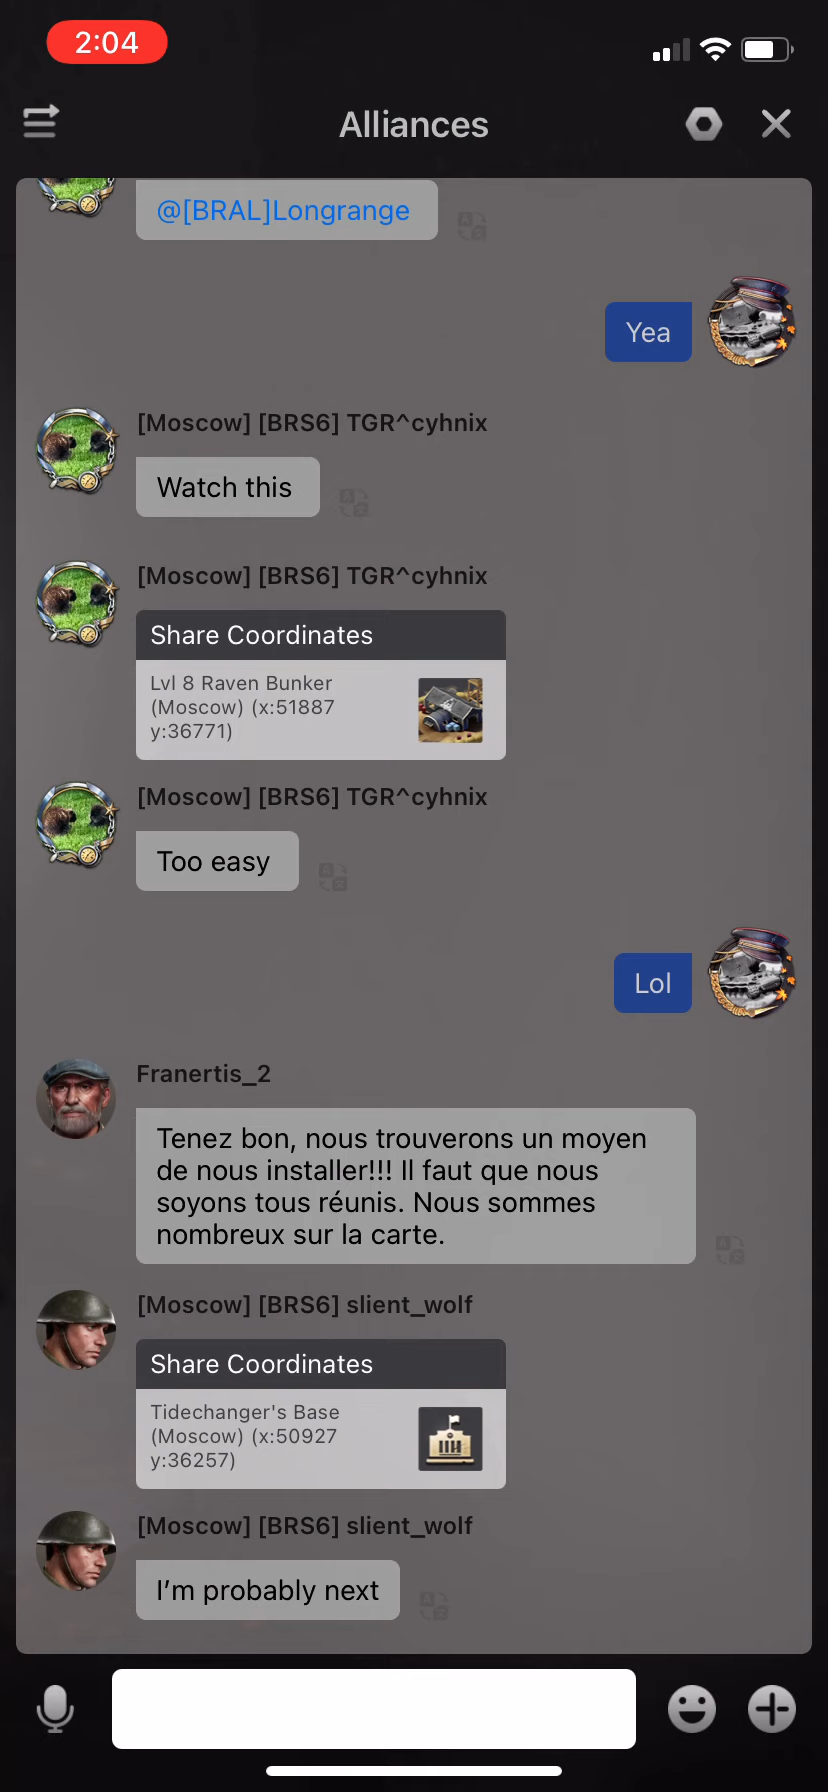 2:04
Alliances
@[BRAL]Longrange
Yea
[Moscow] [BRS6] TGR^cyhnix
Watch this
[Moscow] [BRS6] TGR^cyhnix
Share Coordinates
Lvl 8 Raven Bunker
(Moscow) (x:51887
y:36771)
[Moscow] [BRS6] TGR^cyhnix
Too easy
Lol
Franertis_2
Tenez bon, nous trouverons un moyen
de nous installer!!! Il faut que nous
soyons tous réunis. Nous sommes
nombreux sur la carte.
[Moscow] [BRS6] slient_wolf
Share Coordinates
Tidechanger's Base
(Moscow) (x:50927
y:36257)
[Moscow] [BRS6] slient_wolf
I’m probably next